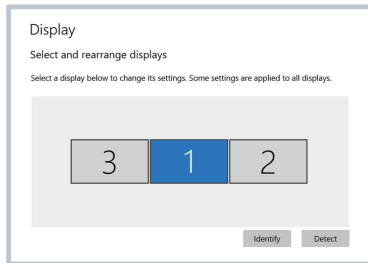 Display
Select and rearrange displays
Select a display below to change its settings. Some settings are applied to all displays.
3 1 2
Identify Detect